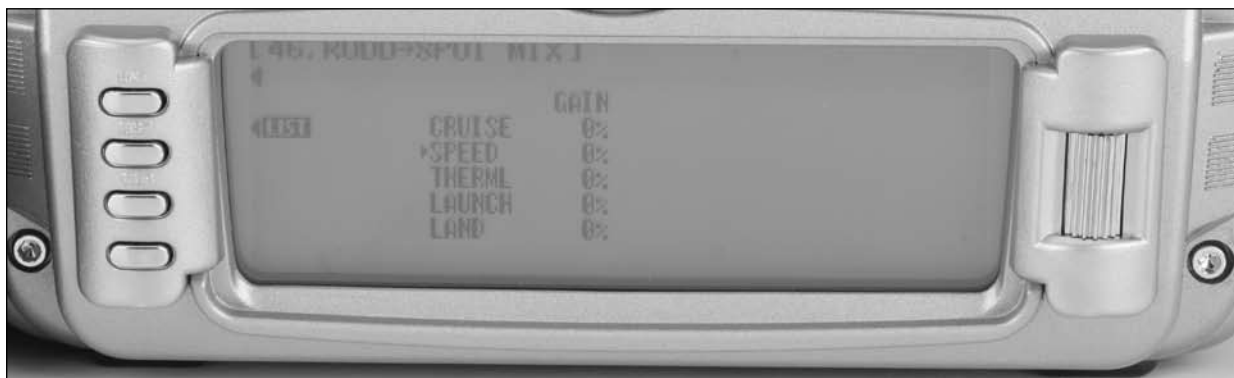 [46.RUDD→SPOI MIX]
GAIN
LIST CRUISE 0%
SPEED 0%
THERML 0%
LAUNCH 0%
LAND 0%